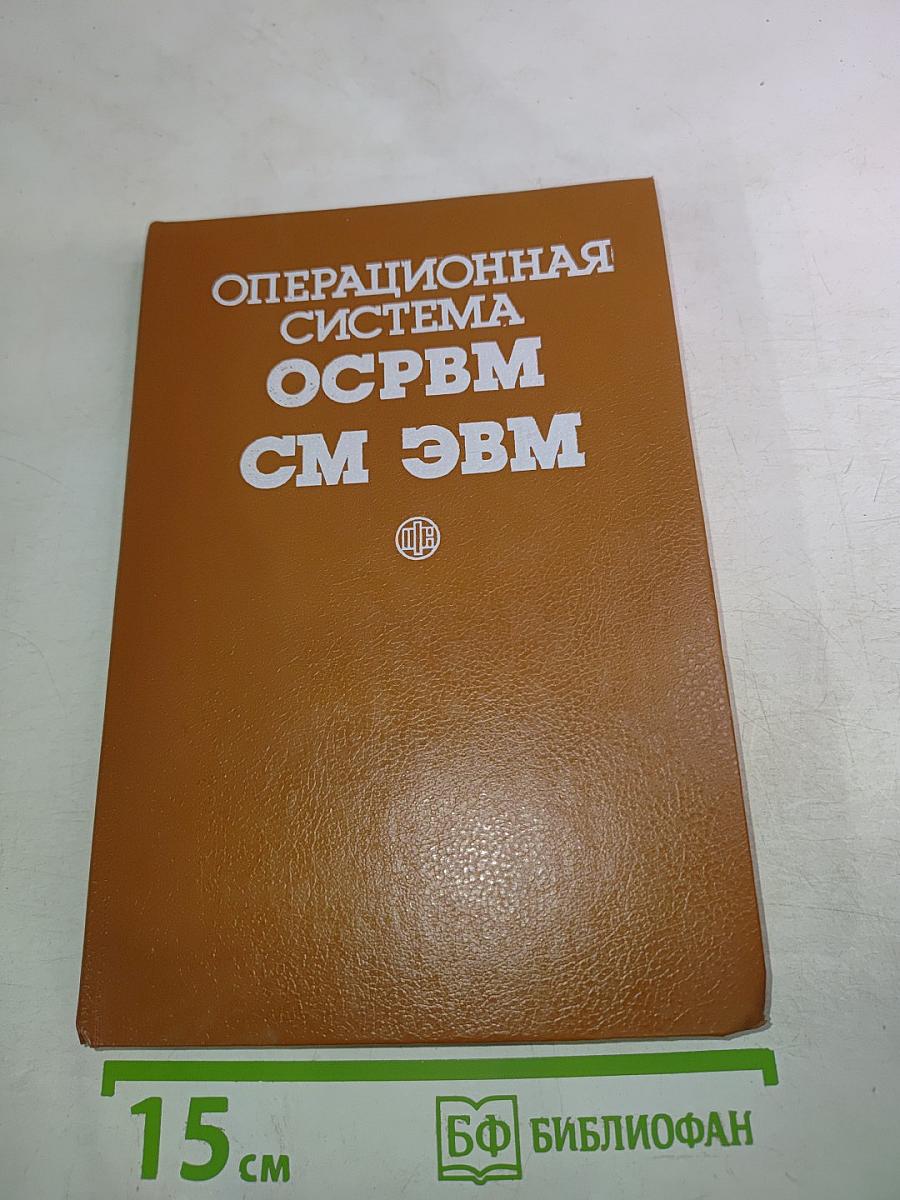 ОПЕРАЦИОННАЯ
СИСТЕМА
ОСРВМ
СМ ЭВМ
15 см
БФ БИБЛИОФАН